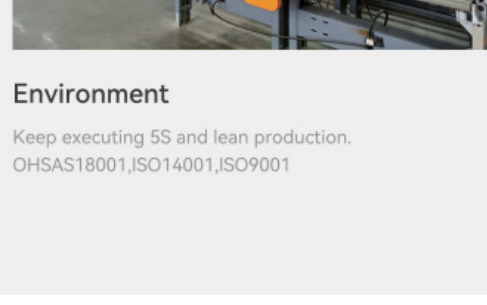 Environment
Keep executing 5S and lean production.
OHSAS18001,ISO14001,ISO9001